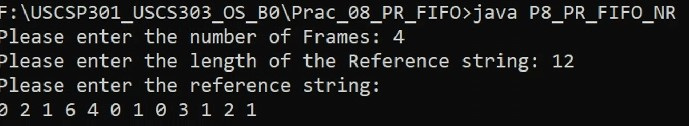 F:\USCSP301_USCS303_OS_B0\Prac_08_PR_FIFO>java P8_PR_FIFO_NR
Please enter the number of Frames: 4
Please enter the length of the Reference string: 12
Please enter the reference string:
0 2 1 6 4 0 1 0 3 1 2 1